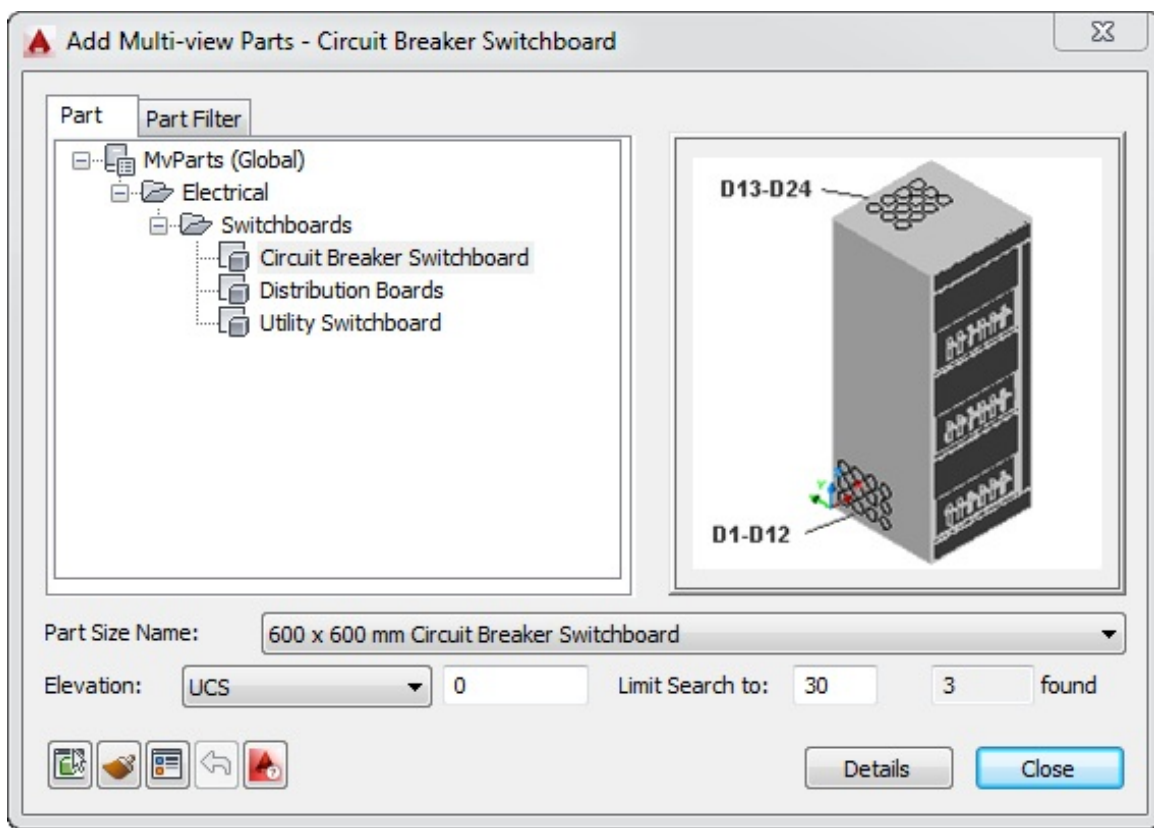 Add Multi-view Parts - Circuit Breaker Switchboard
Part
Part Filter
MvParts (Global)
Electrical
Switchboards
Circuit Breaker Switchboard
Distribution Boards
Utility Switchboard
D13-D24
Y
D1-D12
Part Size Name: 600 x 600 mm Circuit Breaker Switchboard
Elevation: UCS 0 Limit Search to: 30 3 found
Details Close